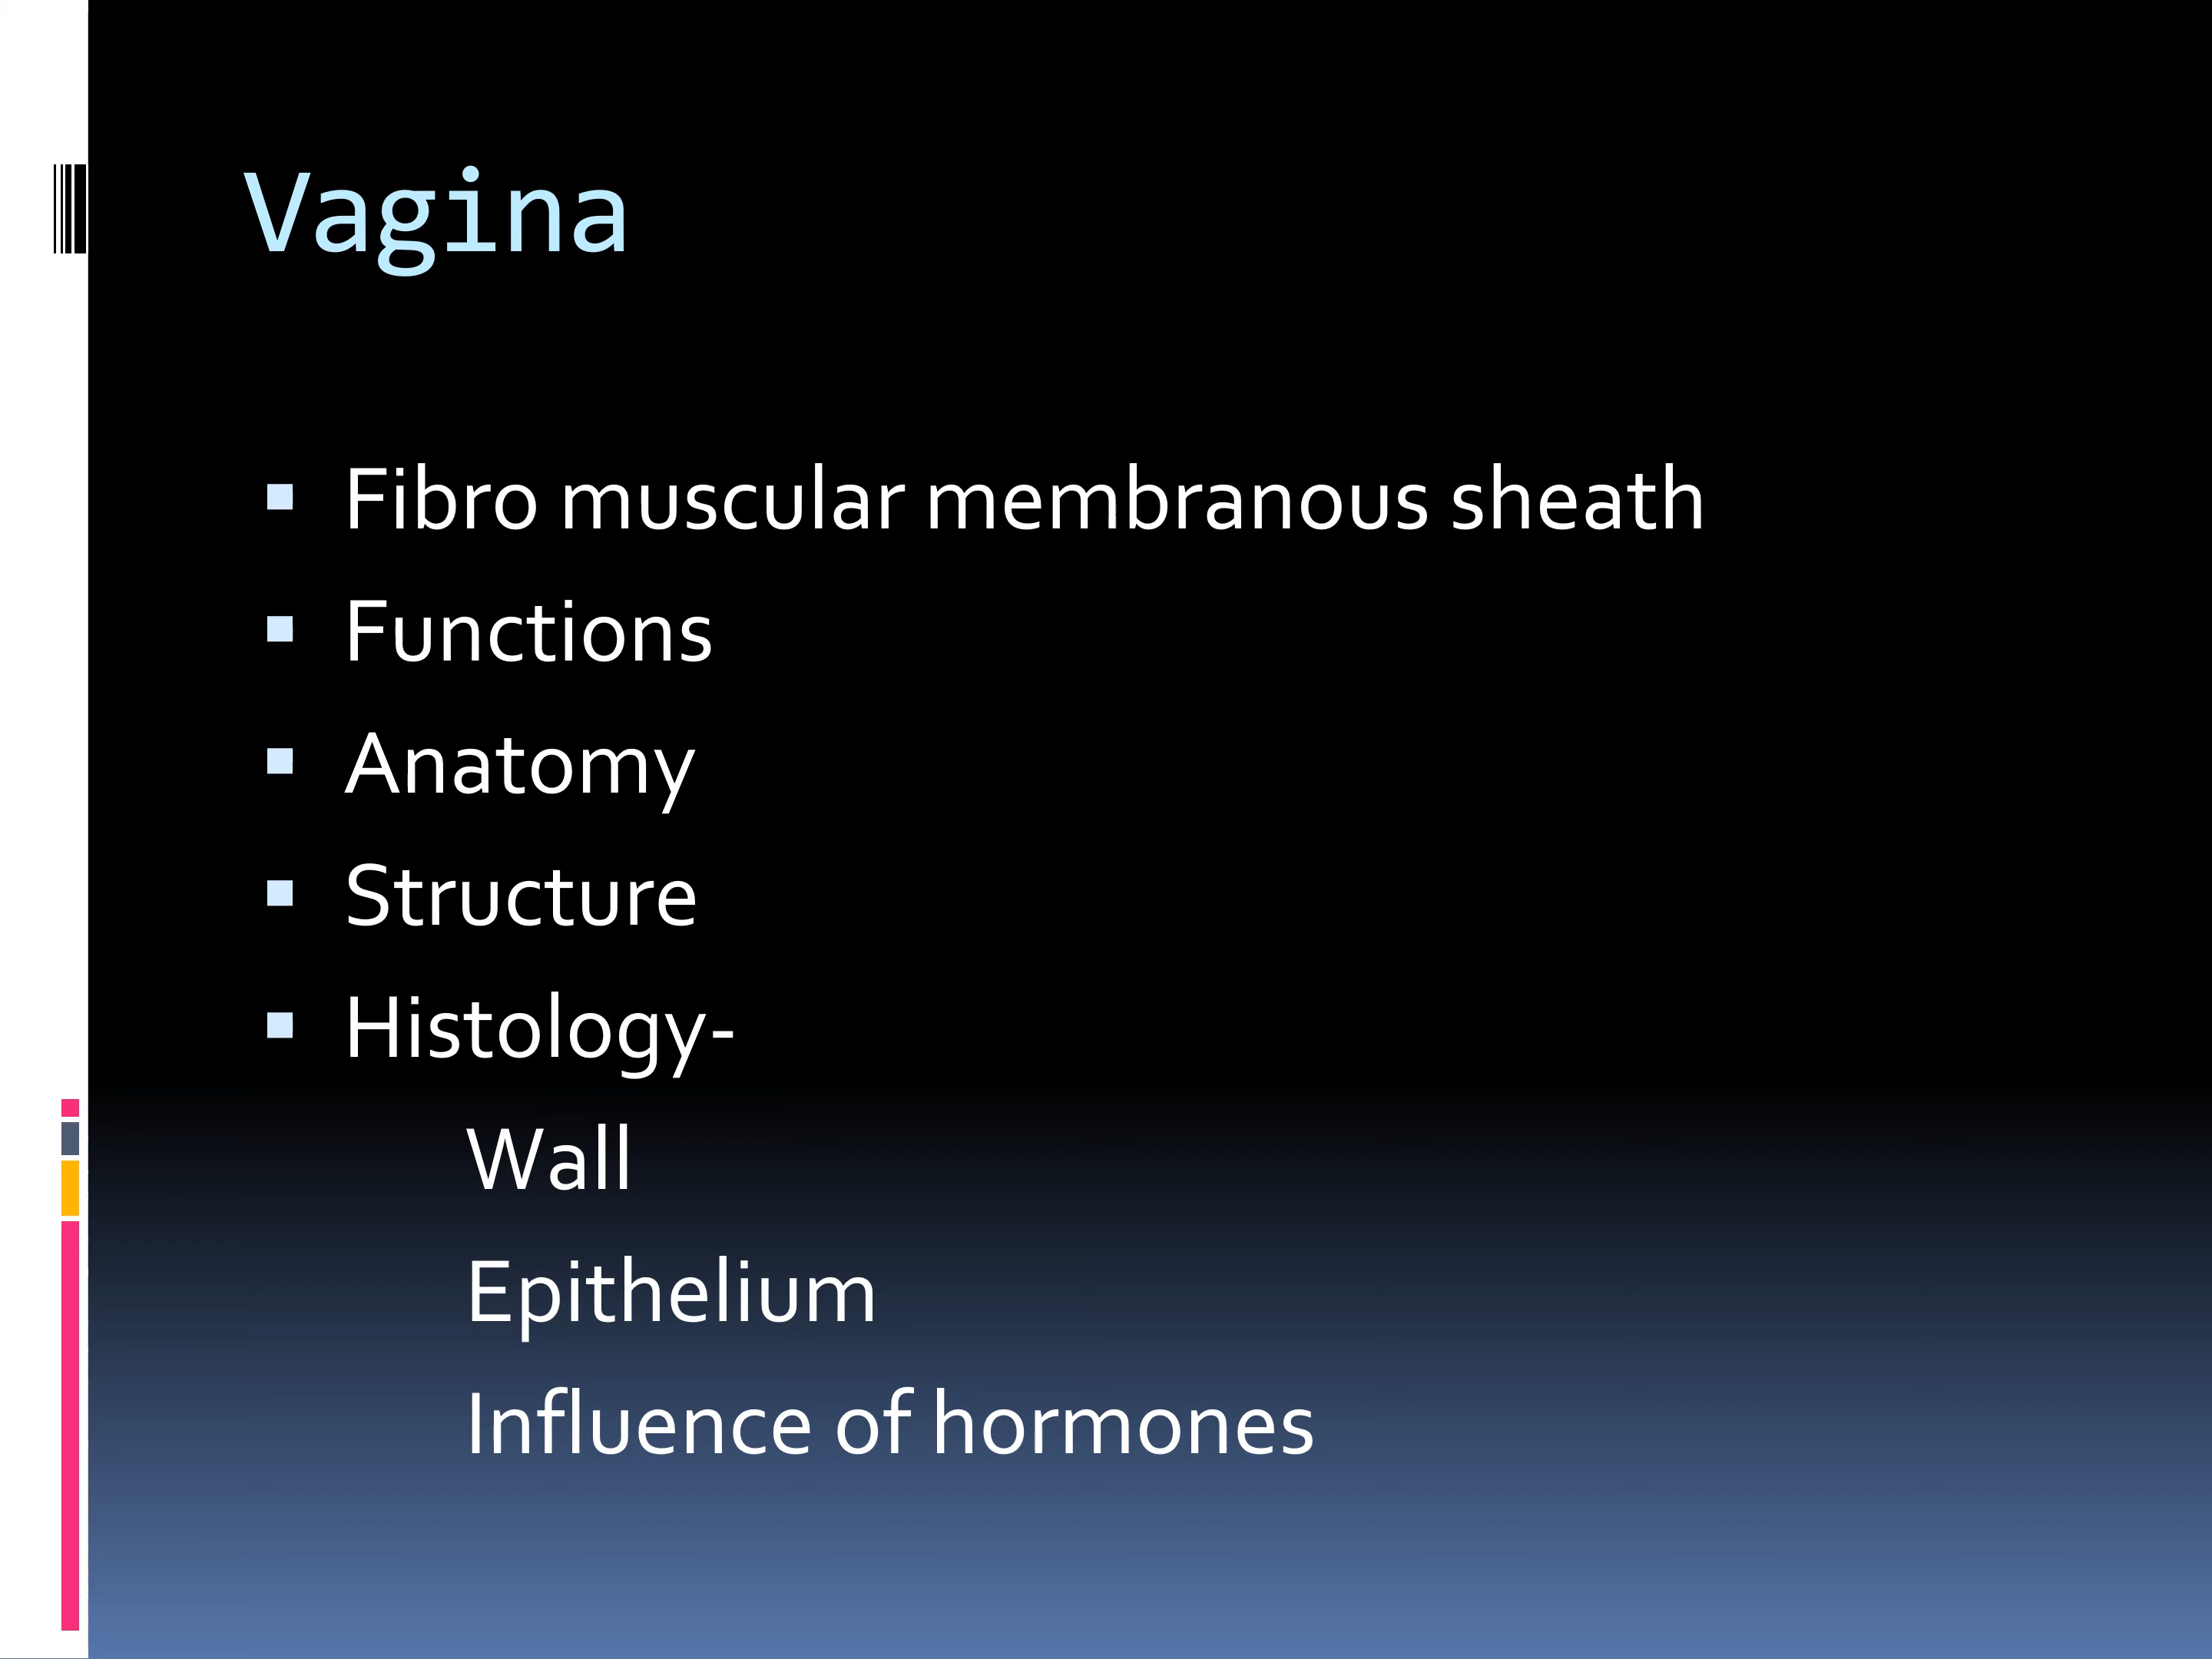 Vagina
Fibro muscular membranous sheath
Functions
Anatomy
Structure
Histology-
Wall
Epithelium
Influence of hormones